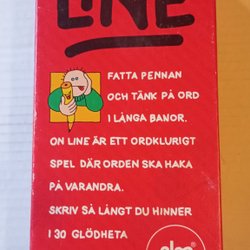 LINE
FATTA PENNAN
OCH TÄNK PÅ ORD
I LÅNGA BANOR.
ON LINE ÄR ETT ORDKLURIGT
SPEL DÄR ORDEN SKA HAKA
PÅ VARANDRA.
SKRIV SÅ LÅNGT DU HINNER
I 30 GLÖDHETA